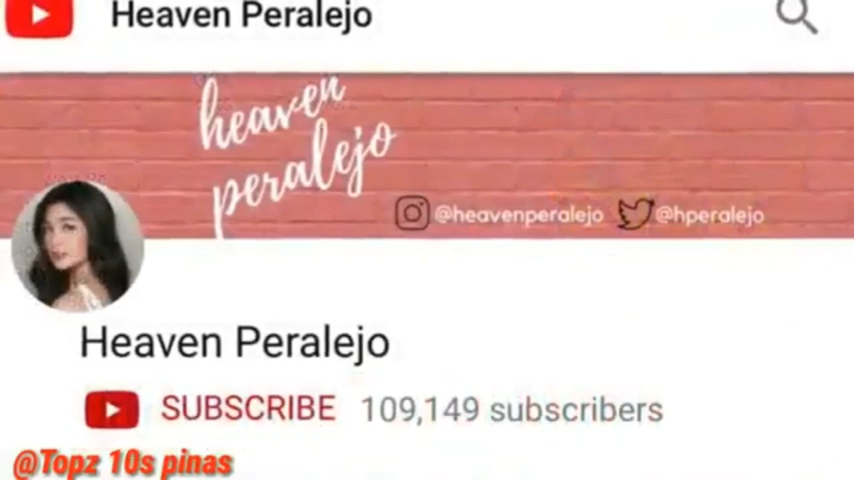 Heaven Peralejo
heaven
peralejo
@heavenperalejo @hperalejo
Heaven Peralejo
SUBSCRIBE 109,149 subscribers
@Topz 10s pinas